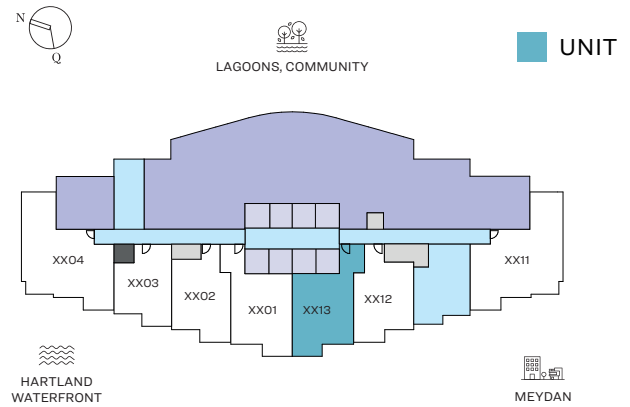 N
Q
LAGOONS, COMMUNITY
UNIT
XX04
XX03
XX02
XX01
XX13
XX12
XX11
HARTLAND
WATERFRONT
MEYDAN